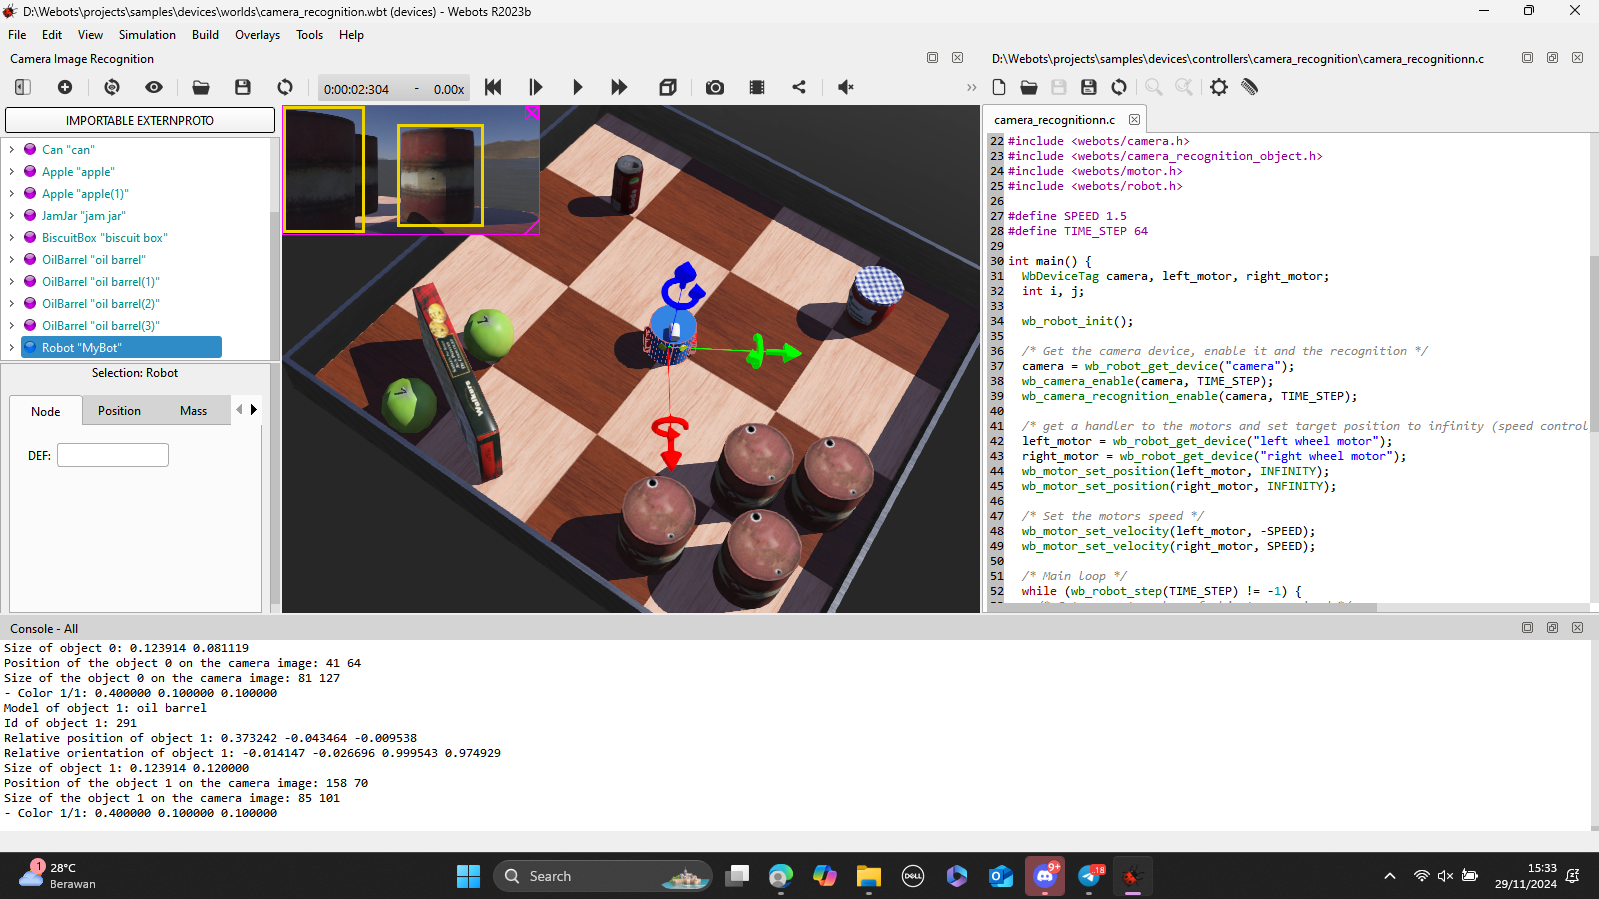 D:\Webots\projects\samples\devices\worlds\camera_recognition.wbt (devices) - Webots R2023b
File Edit View Simulation Build Overlays Tools Help
Camera Image Recognition
0:00:02:304 - 0.00x
IMPORTABLE EXTERNPROTO
Can "can"
Apple "apple"
Apple "apple(1)"
JamJar "jam jar"
BiscuitBox "biscuit box"
OilBarrel "oil barrel"
OilBarrel "oil barrel(1)"
OilBarrel "oil barrel(2)"
OilBarrel "oil barrel(3)"
Robot "MyBot"
Selection: Robot
Node Position Mass
DEF:
Walkers
D:\Webots\projects\samples\devices\controllers\camera_recognition\camera_recognitionn.c
camera_recognitionn.c
22 #include <webots/camera.h>
23 #include <webots/camera_recognition_object.h>
24 #include <webots/motor.h>
25 #include <webots/robot.h>
26
27 #define SPEED 1.5
28 #define TIME_STEP 64
29
30 int main() {
31 WbDeviceTag camera, left_motor, right_motor;
32 int i, j;
33
34 wb_robot_init();
35
36 /* Get the camera device, enable it and the recognition */
37 camera = wb_robot_get_device("camera");
38 wb_camera_enable(camera, TIME_STEP);
39 wb_camera_recognition_enable(camera, TIME_STEP);
40
41 /* get a handler to the motors and set target position to infinity (speed control
42 left_motor = wb_robot_get_device("left wheel motor");
43 right_motor = wb_robot_get_device("right wheel motor");
44 wb_motor_set_position(left_motor, INFINITY);
45 wb_motor_set_position(right_motor, INFINITY);
46
47 /* Set the motors speed */
48 wb_motor_set_velocity(left_motor, -SPEED);
49 wb_motor_set_velocity(right_motor, SPEED);
50
51 /* Main loop */
52 while (wb_robot_step(TIME_STEP) != -1) {
Console - All
Size of object 0: 0.123914 0.081119
Position of the object 0 on the camera image: 41 64
Size of the object 0 on the camera image: 81 127
- Color 1/1: 0.400000 0.100000 0.100000
Model of object 1: oil barrel
Id of object 1: 291
Relative position of object 1: 0.373242 -0.043464 -0.009538
Relative orientation of object 1: -0.014147 -0.026696 0.999543 0.974929
Size of object 1: 0.123914 0.120000
Position of the object 1 on the camera image: 158 70
Size of the object 1 on the camera image: 85 101
- Color 1/1: 0.400000 0.100000 0.100000
1
28°C
Berawan
Search
DELL
9+
18
15:33
29/11/2024